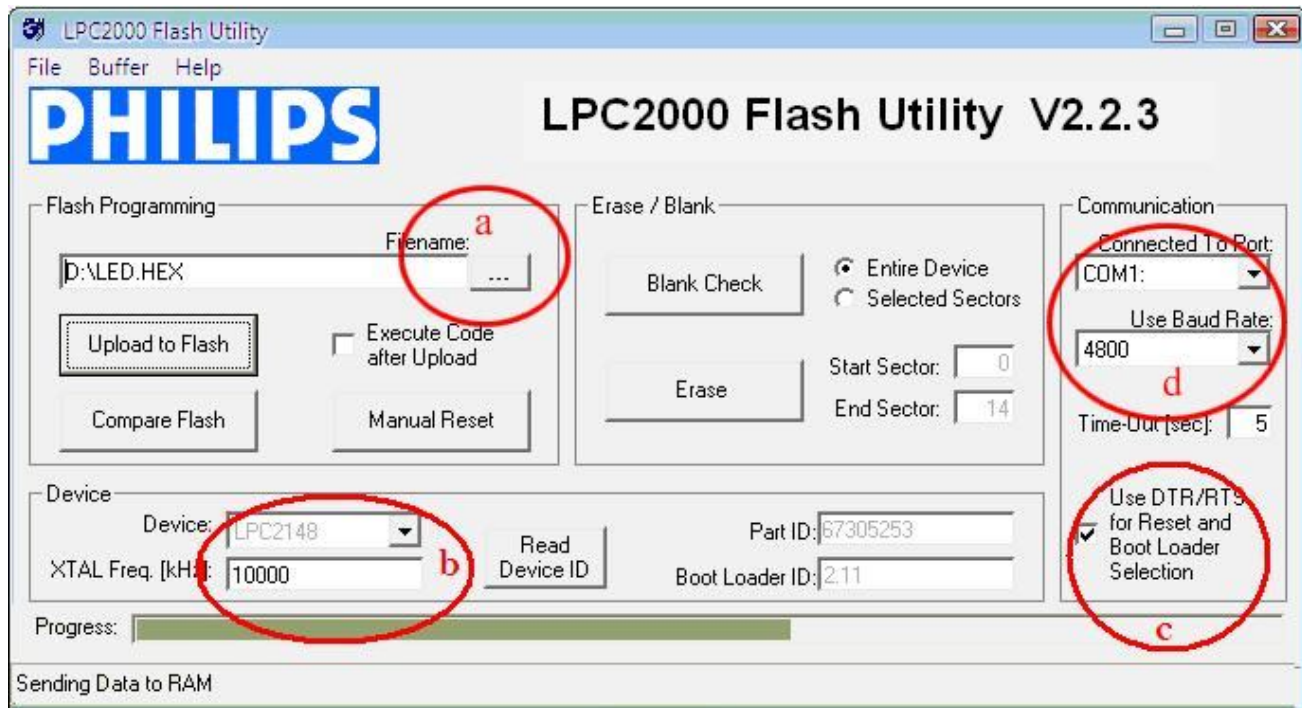 LPC2000 Flash Utility
File Buffer Help
PHILIPS
LPC2000 Flash Utility V2.2.3
Flash Programming
a
Filename:
D:\LED.HEX
...
Upload to Flash
Execute Code
after Upload
Compare Flash
Manual Reset
Erase / Blank
Blank Check
Entire Device
Selected Sectors
Erase
Start Sector: 0
End Sector: 14
Communication
Connected To Port:
COM1:
Use Baud Rate:
4800
d
Time-Out [sec]: 5
Use DTR/RTS
for Reset and
Boot Loader
Selection
c
Device
Device: LPC2148
XTAL Freq. [kHz]: 10000
b
Read
Device ID
Part ID: 67305253
Boot Loader ID: 2.11
Progress:
Sending Data to RAM